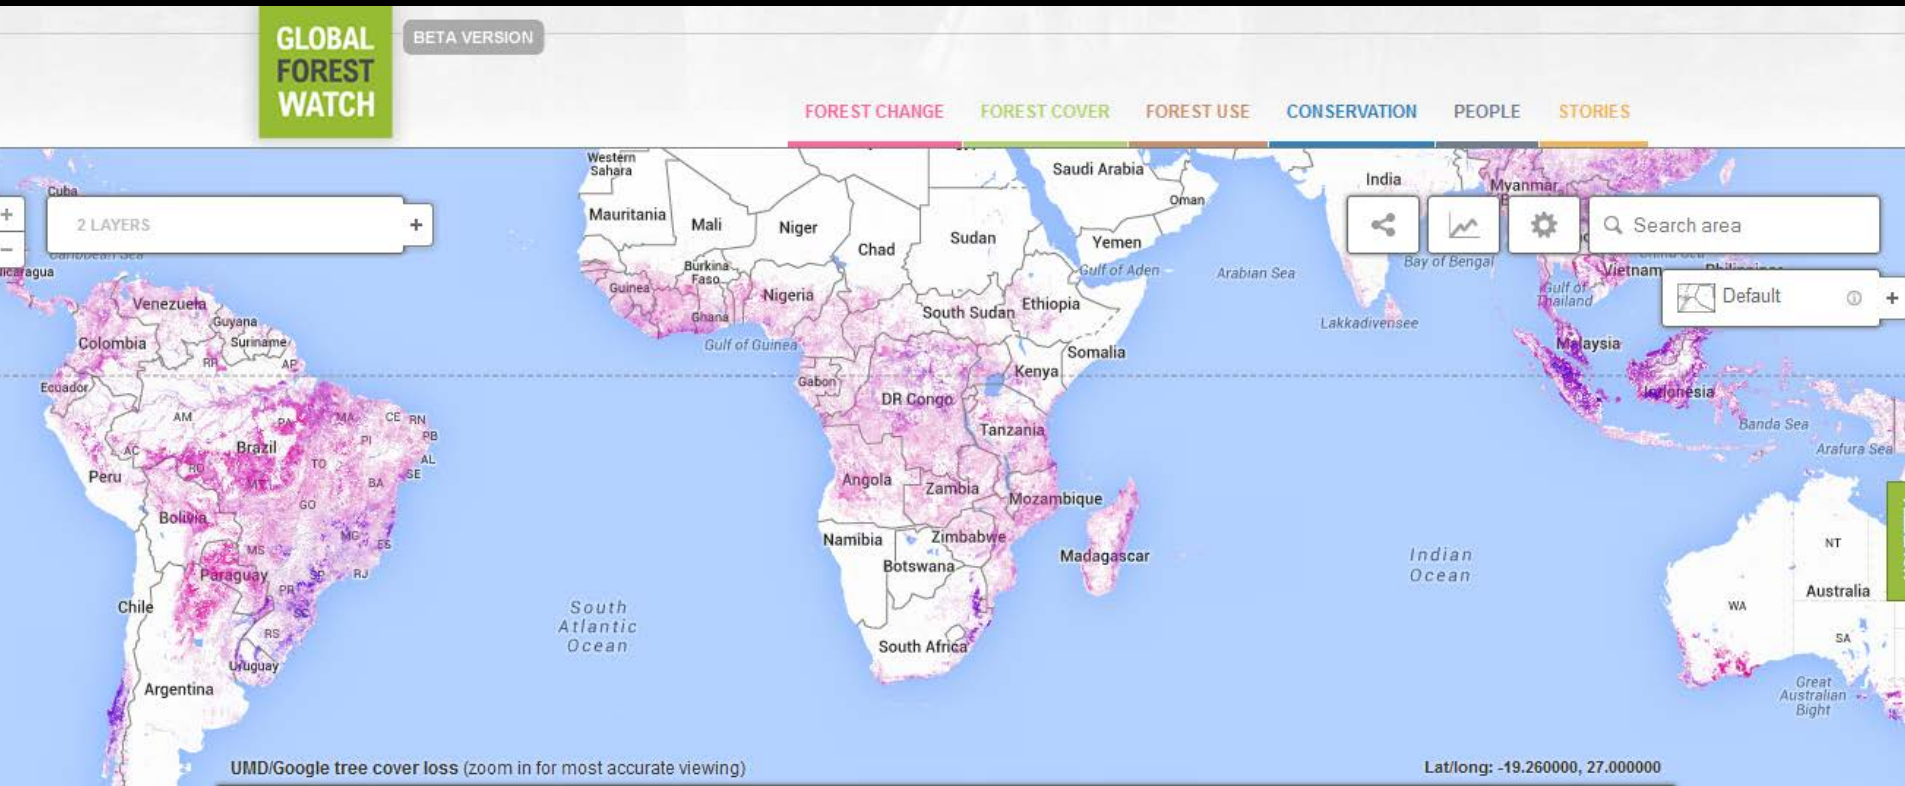 GLOBAL
FOREST
WATCH
BETA VERSION
FOREST CHANGE
FOREST COVER
FOREST USE
CONSERVATION
PEOPLE
STORIES
Western
Sahara
Saudi Arabia
India
Myanmar
Cuba
+
−
2 LAYERS
+
Search area
Caribbean Sea
Mauritania
Mali
Niger
Chad
Sudan
Oman
Yemen
Gulf of Aden
Arabian Sea
Bay of Bengal
Vietnam
Philippines
Gulf of
Thailand
Default
+
Nicaragua
Venezuela
Guyana
Suriname
Colombia
RR
AP
Ecuador
Guinea
Burkina
Faso
Ghana
Nigeria
Gulf of Guinea
South Sudan
Ethiopia
Somalia
Kenya
Gabon
DR Congo
Tanzania
Lakkadivensee
Malaysia
Indonesia
Banda Sea
Arafura Sea
AM
PA
MA
CE
RN
PB
PI
AL
SE
AC
RO
Brazil
TO
MT
BA
Peru
GO
Bolivia
MG
ES
MS
Paraguay
SP
RJ
PR
SC
RS
Chile
Uruguay
Argentina
Angola
Zambia
Mozambique
Namibia
Zimbabwe
Botswana
Madagascar
South Africa
South
Atlantic
Ocean
Indian
Ocean
NT
Australia
WA
SA
Great
Australian
Bight
UMD/Google tree cover loss (zoom in for most accurate viewing)
Lat/long: -19.260000, 27.000000